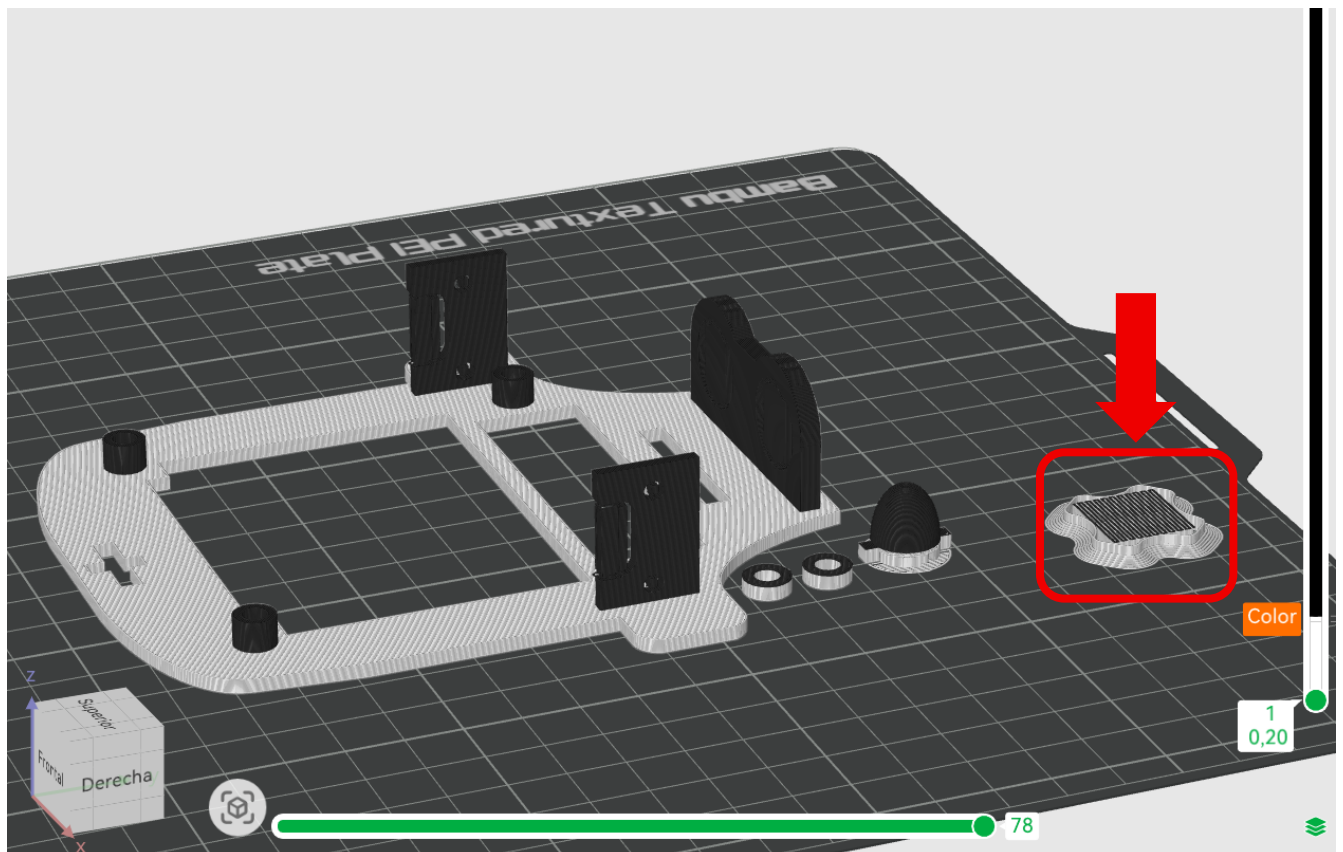 Bambu Textured PEI Plate
Color
1
0,20
Z
Superior
Frontal
Derecha
X
78